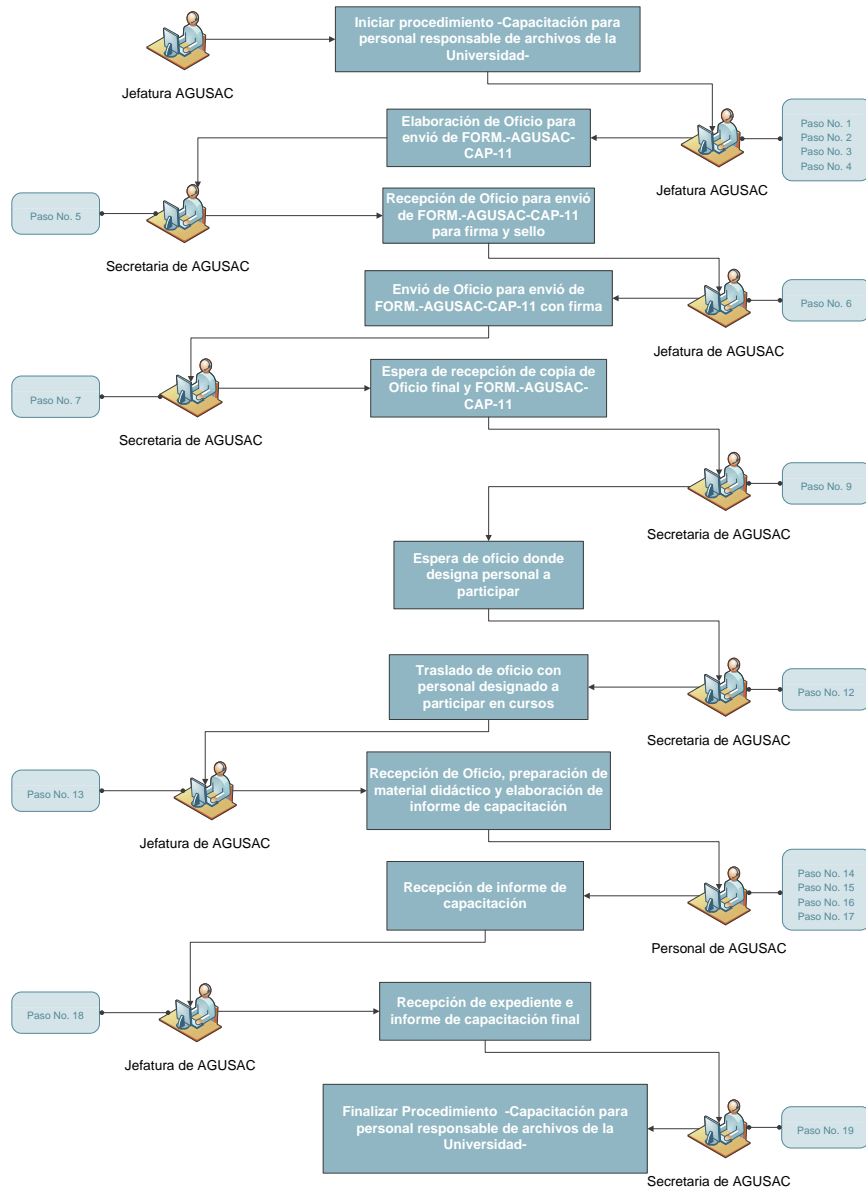 Iniciar procedimiento -Capacitación para
personal responsable de archivos de la
Universidad-
Jefatura AGUSAC
Elaboración de Oficio para
envió de FORM.-AGUSAC-
CAP-11
Paso No. 1
Paso No. 2
Paso No. 3
Paso No. 4
Jefatura AGUSAC
Paso No. 5
Recepción de Oficio para envió
de FORM.-AGUSAC-CAP-11
para firma y sello
Secretaria de AGUSAC
Envió de Oficio para envió de
FORM.-AGUSAC-CAP-11 con firma
Paso No. 6
Jefatura de AGUSAC
Paso No. 7
Espera de recepción de copia de
Oficio final y FORM.-AGUSAC-
CAP-11
Secretaria de AGUSAC
Paso No. 9
Secretaria de AGUSAC
Espera de oficio donde
designa personal a
participar
Traslado de oficio con
personal designado a
participar en cursos
Paso No. 12
Secretaria de AGUSAC
Paso No. 13
Recepción de Oficio, preparación de
material didáctico y elaboración de
informe de capacitación
Jefatura de AGUSAC
Recepción de informe de
capacitación
Paso No. 14
Paso No. 15
Paso No. 16
Paso No. 17
Personal de AGUSAC
Paso No. 18
Recepción de expediente e
informe de capacitación final
Jefatura de AGUSAC
Finalizar Procedimiento  -Capacitación para
personal responsable de archivos de la
Universidad-
Paso No. 19
Secretaria de AGUSAC